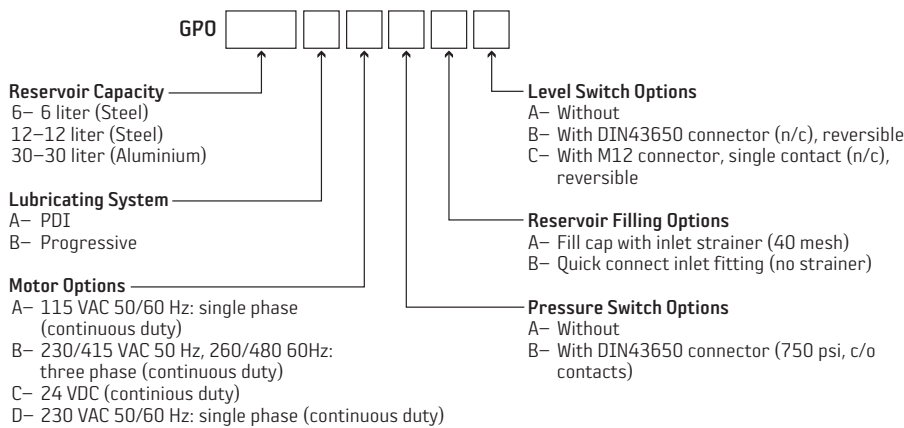 GPO
Reservoir Capacity
6– 6 liter (Steel)
12–12 liter (Steel)
30–30 liter (Aluminium)
Lubricating System
A– PDI
B– Progressive
Motor Options
A– 115 VAC 50/60 Hz: single phase
(continuous duty)
B– 230/415 VAC 50 Hz, 260/480 60Hz:
three phase (continuous duty)
C– 24 VDC (continious duty)
D– 230 VAC 50/60 Hz: single phase (continuous duty)
Level Switch Options
A– Without
B– With DIN43650 connector (n/c), reversible
C– With M12 connector, single contact (n/c),
reversible
Reservoir Filling Options
A– Fill cap with inlet strainer (40 mesh)
B– Quick connect inlet fitting (no strainer)
Pressure Switch Options
A– Without
B– With DIN43650 connector (750 psi, c/o
contacts)